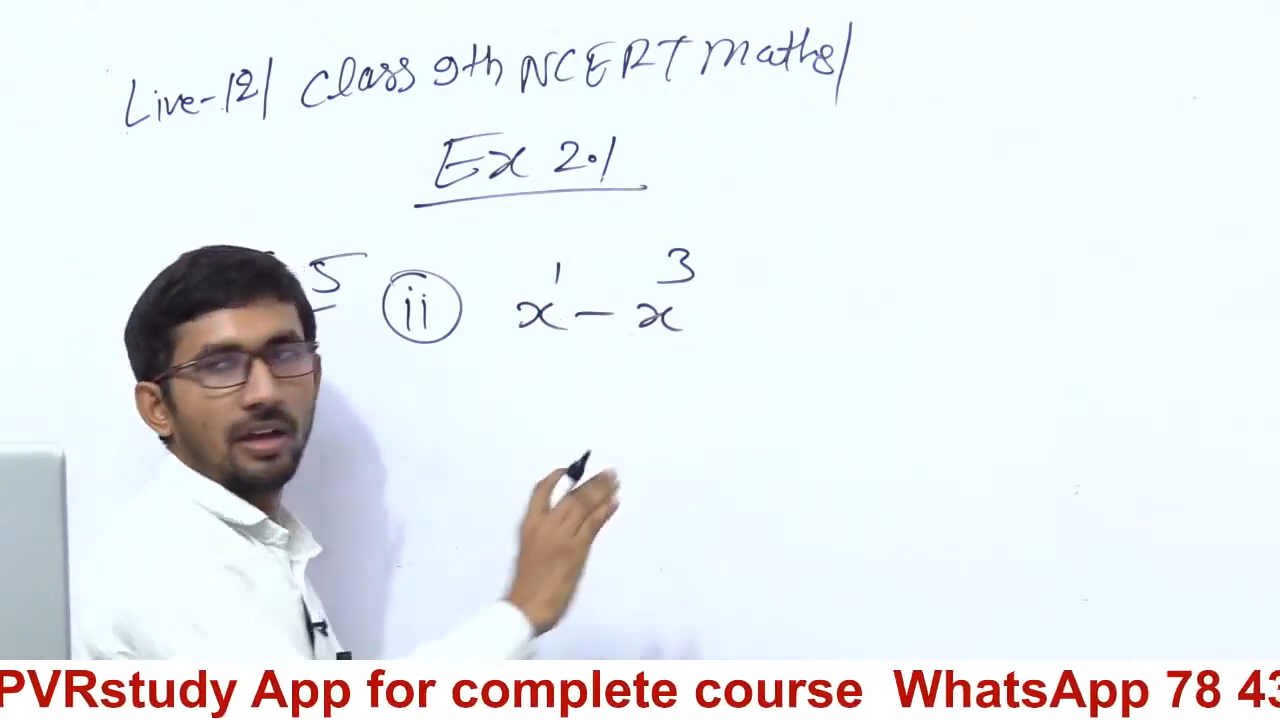 Live-12/ Class 9th NCERT Maths/
Ex 2.1
5 (ii) x¹ - x³
PVRstudy App for complete course WhatsApp 78 43